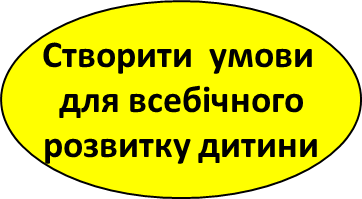 Створити умови
для всебічного
розвитку дитини